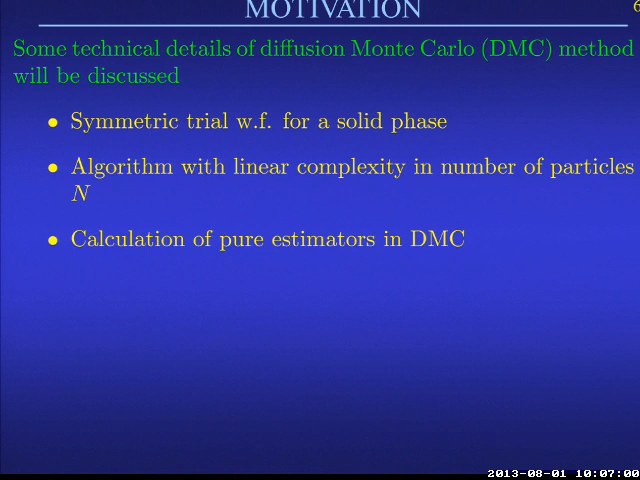 MOTIVATION
6
Some technical details of diffusion Monte Carlo (DMC) method
will be discussed
• Symmetric trial w.f. for a solid phase
• Algorithm with linear complexity in number of particles
N
• Calculation of pure estimators in DMC
2013-08-01 10:07:00